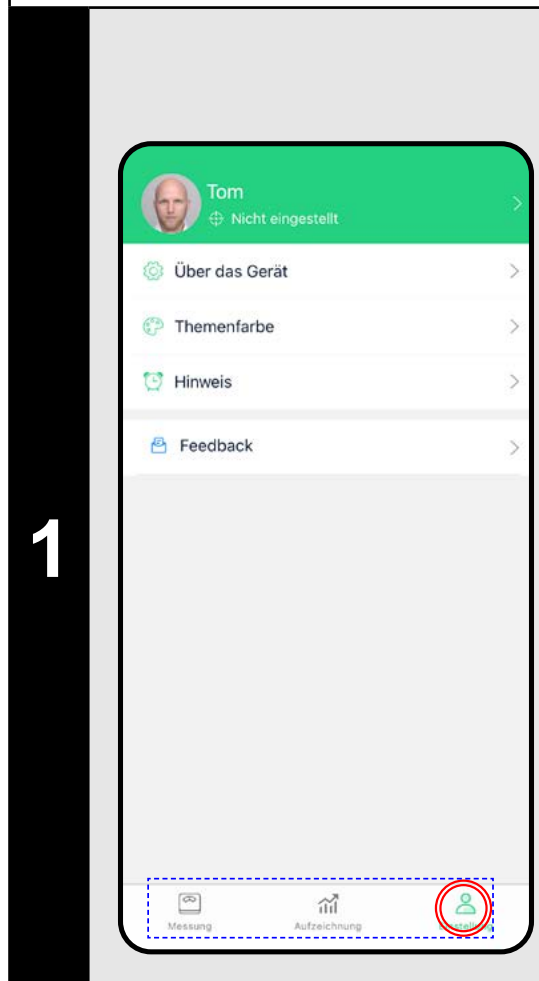 1
Tom
Nicht eingestellt
Über das Gerät
Themenfarbe
Hinweis
Feedback
Messung
Aufzeichnung